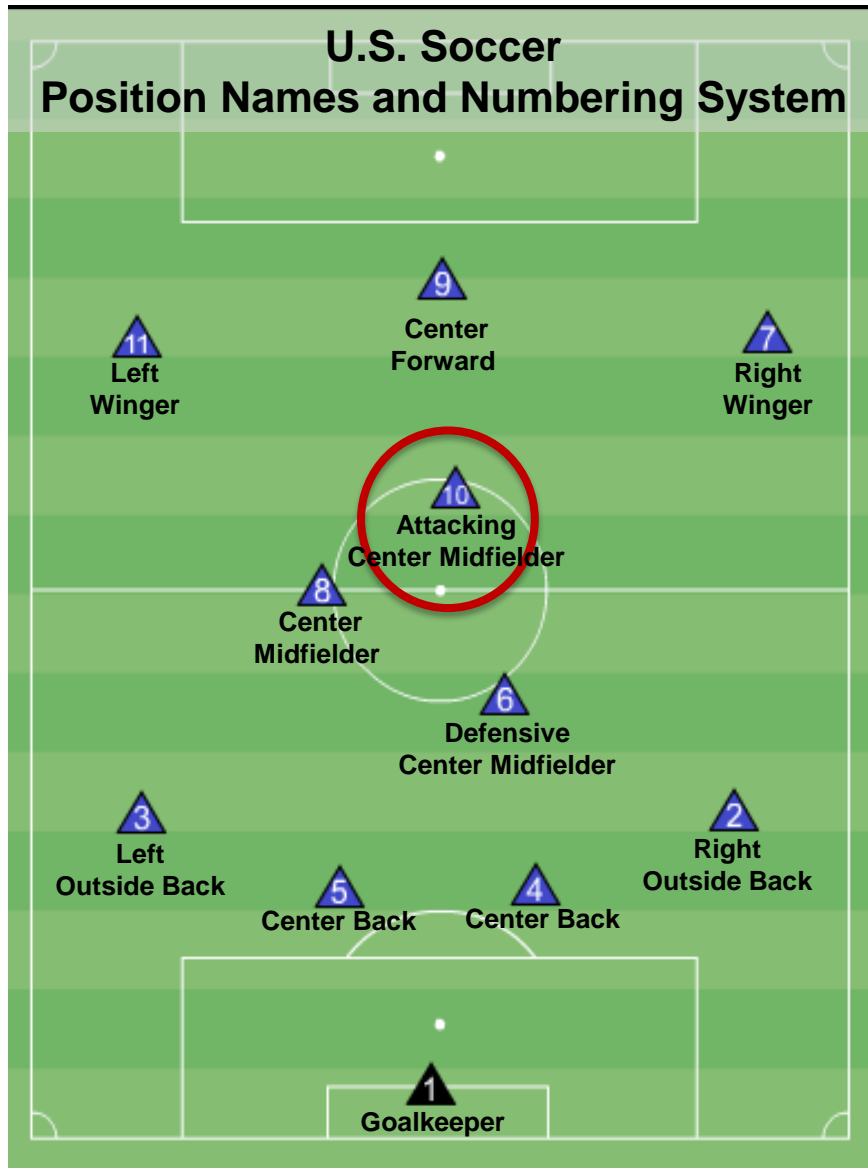 U.S. Soccer
Position Names and Numbering System
9
Center
Forward
11
Left
Winger
7
Right
Winger
10
Attacking
Center Midfielder
8
Center
Midfielder
6
Defensive
Center Midfielder
3
Left
Outside Back
2
Right
Outside Back
5
Center Back
4
Center Back
1
Goalkeeper